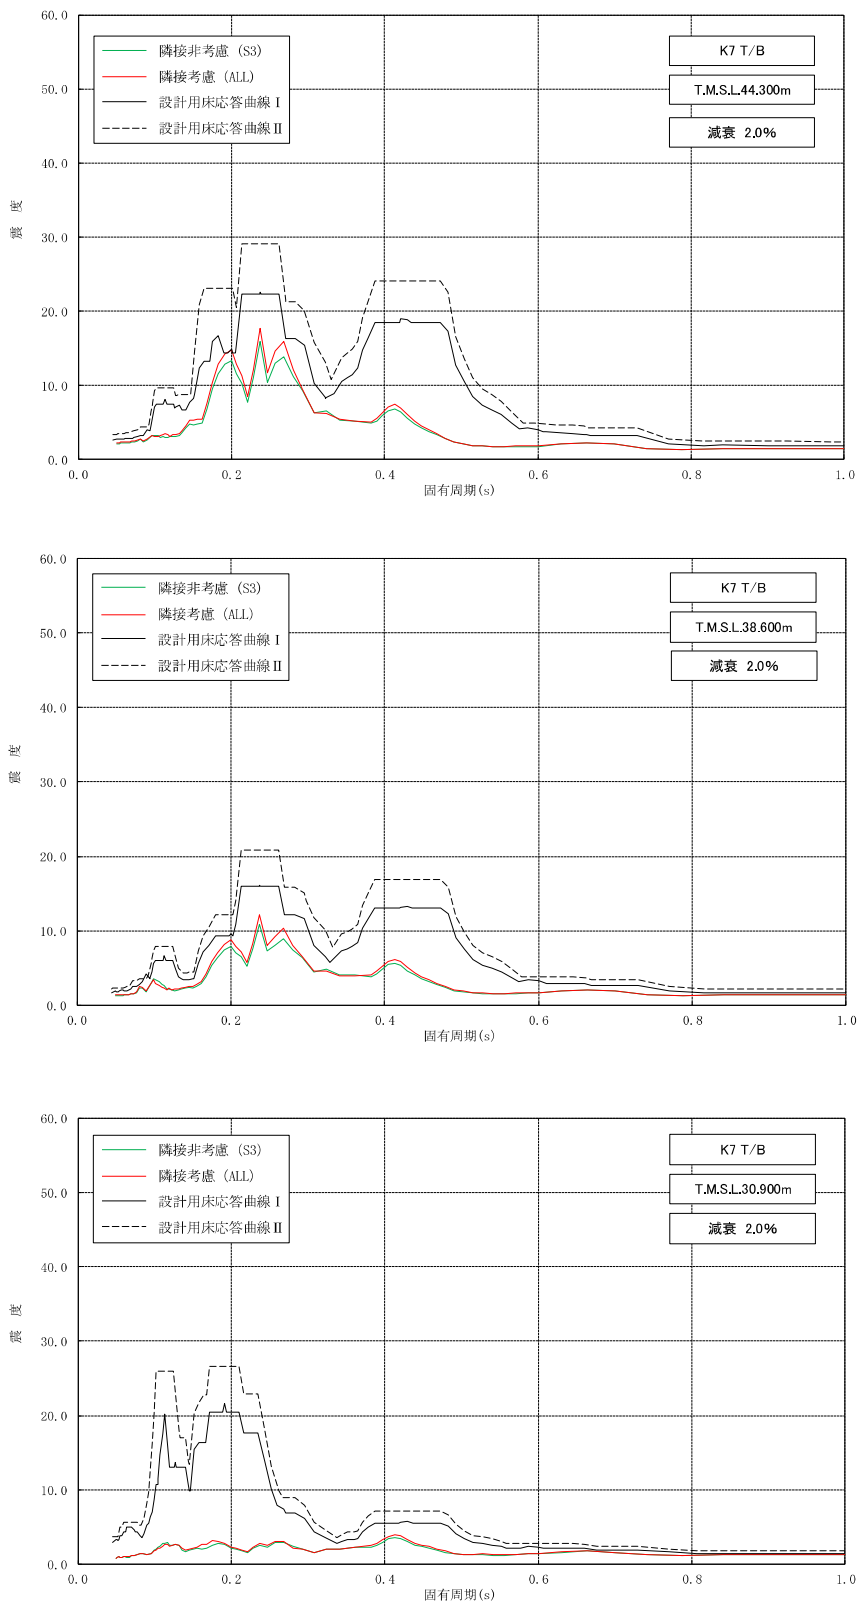 60.0
50.0
40.0
30.0
20.0
10.0
0.0
震 度
隣接非考慮 (S3)
隣接考慮 (ALL)
設計用床応答曲線Ⅰ
設計用床応答曲線Ⅱ
K7 T/B
T.M.S.L.44.300m
減衰 2.0%
0.0 0.2 0.4 0.6 0.8 1.0
固有周期(s)
60.0
50.0
40.0
30.0
20.0
10.0
0.0
震 度
隣接非考慮 (S3)
隣接考慮 (ALL)
設計用床応答曲線Ⅰ
設計用床応答曲線Ⅱ
K7 T/B
T.M.S.L.38.600m
減衰 2.0%
0.0 0.2 0.4 0.6 0.8 1.0
固有周期(s)
60.0
50.0
40.0
30.0
20.0
10.0
0.0
震 度
隣接非考慮 (S3)
隣接考慮 (ALL)
設計用床応答曲線Ⅰ
設計用床応答曲線Ⅱ
K7 T/B
T.M.S.L.30.900m
減衰 2.0%
0.0 0.2 0.4 0.6 0.8 1.0
固有周期(s)